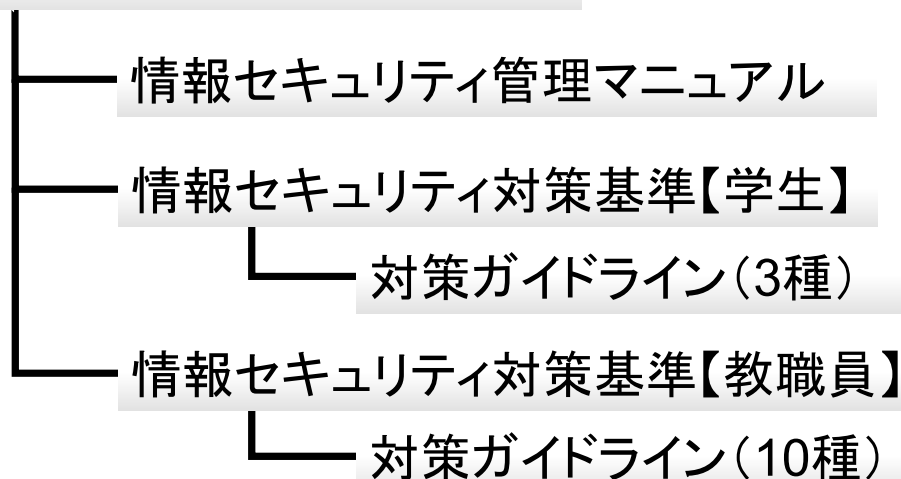 情報セキュリティ管理マニュアル
情報セキュリティ対策基準【学生】
対策ガイドライン（3種）
情報セキュリティ対策基準【教職員】
対策ガイドライン（10種）